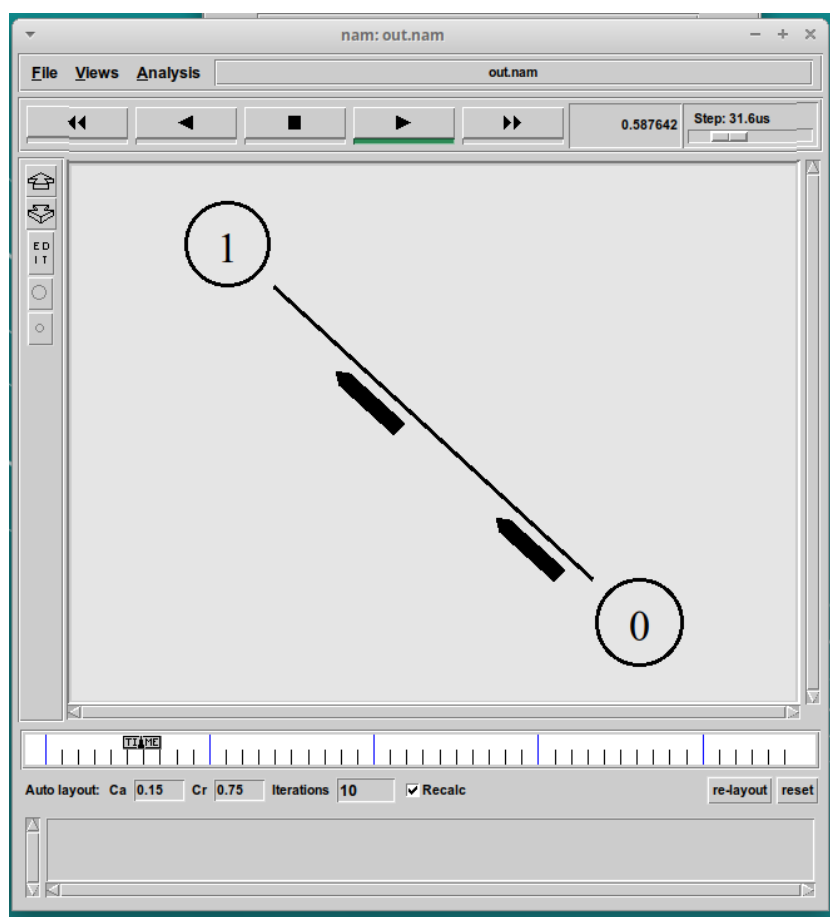 nam: out.nam
File Views Analysis out.nam
0.587642 Step: 31.6us
ED
IT
1
0
TIME
Auto layout: Ca 0.15 Cr 0.75 Iterations 10 Recalc re-layout reset